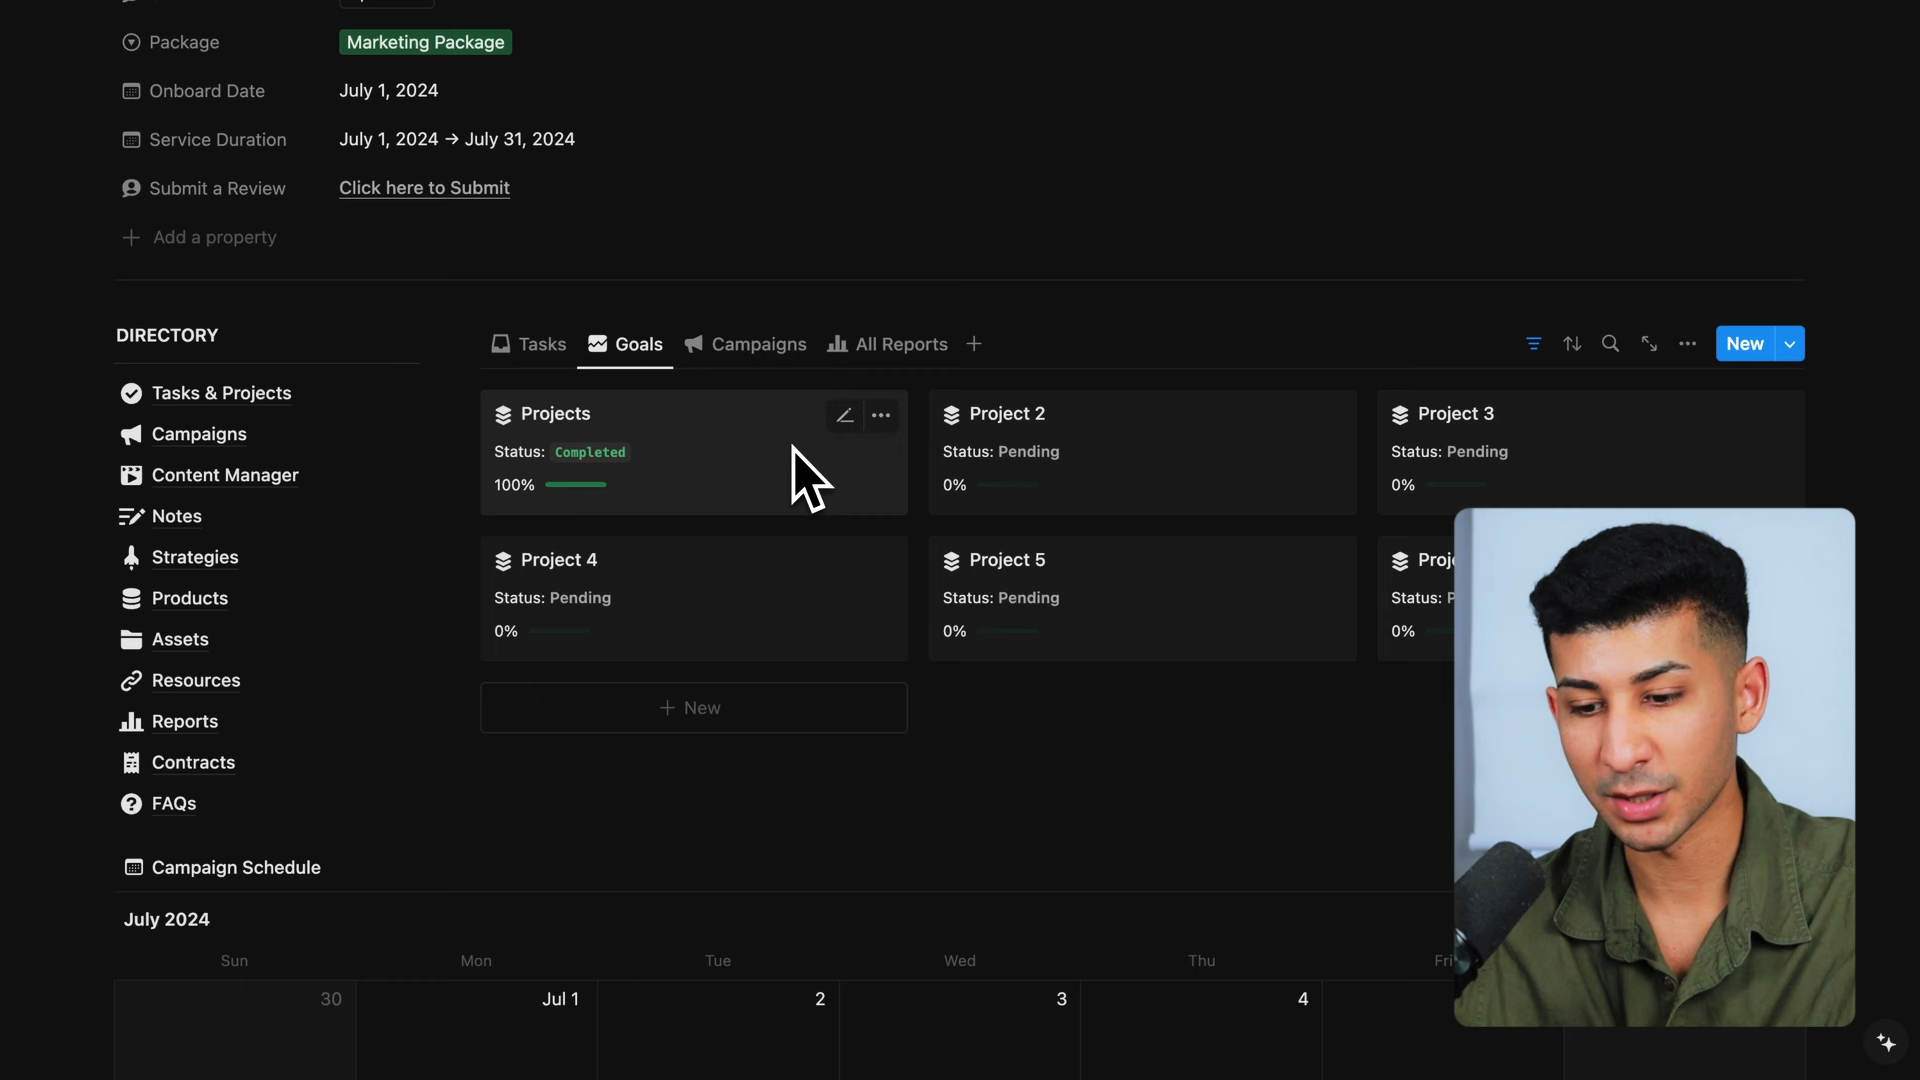 Package
Marketing Package
Onboard Date
July 1, 2024
Service Duration
July 1, 2024 → July 31, 2024
Submit a Review
Click here to Submit
Add a property
DIRECTORY
Tasks & Projects
Campaigns
Content Manager
Notes
Strategies
Products
Assets
Resources
Reports
Contracts
FAQs
Tasks Goals Campaigns All Reports
New
Projects
Status: Completed
100%
Project 2
Status: Pending
0%
Project 3
Status: Pending
0%
Project 4
Status: Pending
0%
Project 5
Status: Pending
0%
Status:
0%
New
Campaign Schedule
July 2024
Sun Mon Tue Wed Thu Fri
30 Jul 1 2 3 4